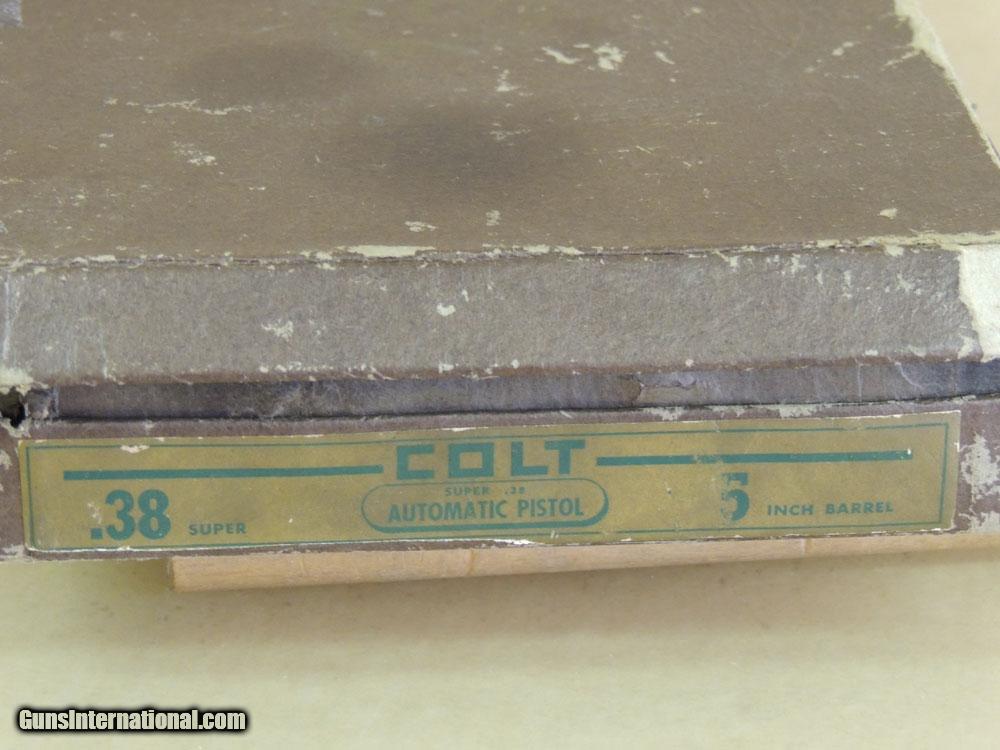 COLT
.38 SUPER
SUPER .38
AUTOMATIC PISTOL
5 INCH BARREL
GunsInternational.com